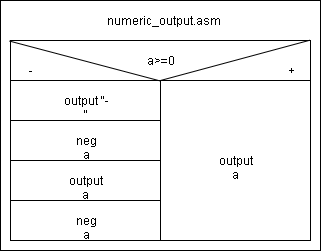 numeric_output.asm
a>=0
- +
output "-
"
neg
a
output
a
neg
a
output
a